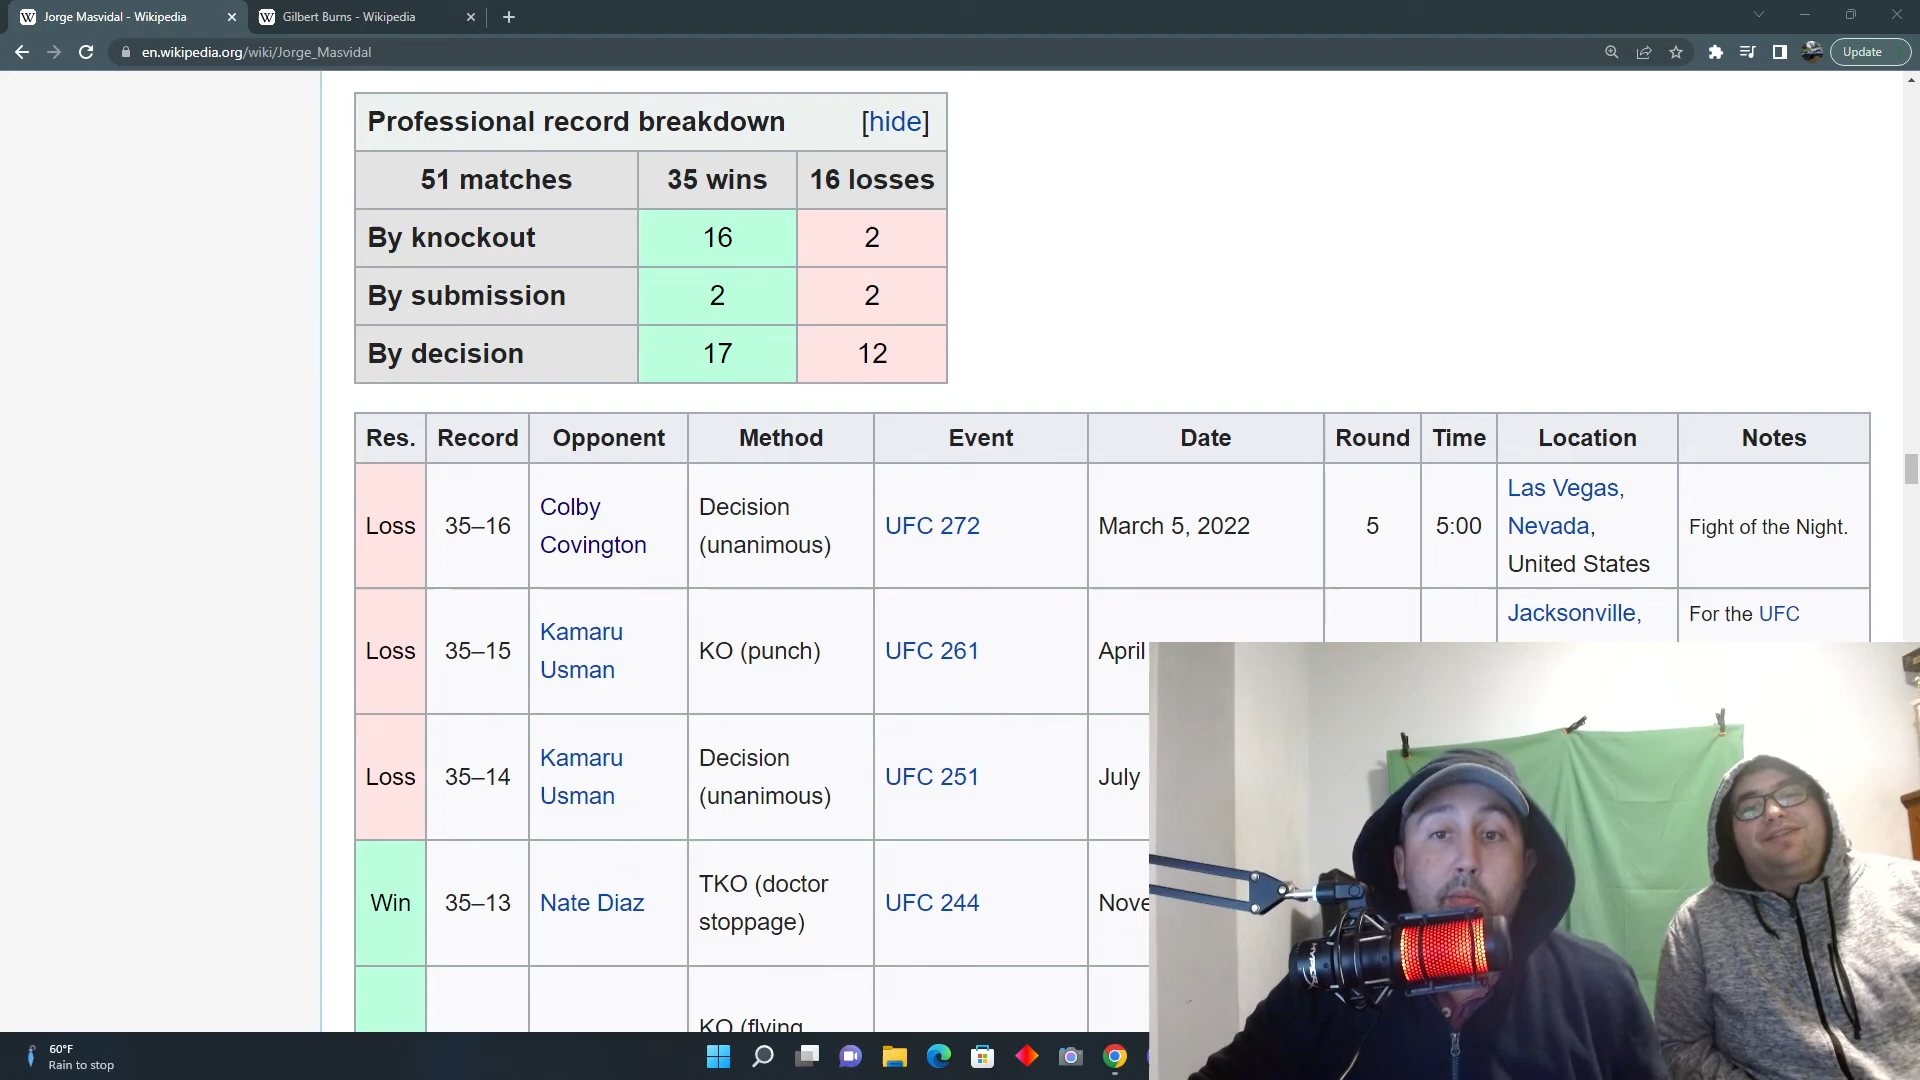 Jorge Masvidal - Wikipedia
Gilbert Burns - Wikipedia
en.wikipedia.org/wiki/Jorge_Masvidal
Update
Professional record breakdown [hide]
51 matches 35 wins 16 losses
By knockout 16 2
By submission 2 2
By decision 17 12
Res. Record Opponent Method Event Date Round Time Location Notes
Loss 35–16 Colby Covington Decision (unanimous) UFC 272 March 5, 2022 5 5:00 Las Vegas, Nevada, United States Fight of the Night.
Loss 35–15 Kamaru Usman KO (punch) UFC 261 April Jacksonville, For the UFC
Loss 35–14 Kamaru Usman Decision (unanimous) UFC 251 July
Win 35–13 Nate Diaz TKO (doctor stoppage) UFC 244 Nove
KO (flying
HYPERX
60°F
Rain to stop